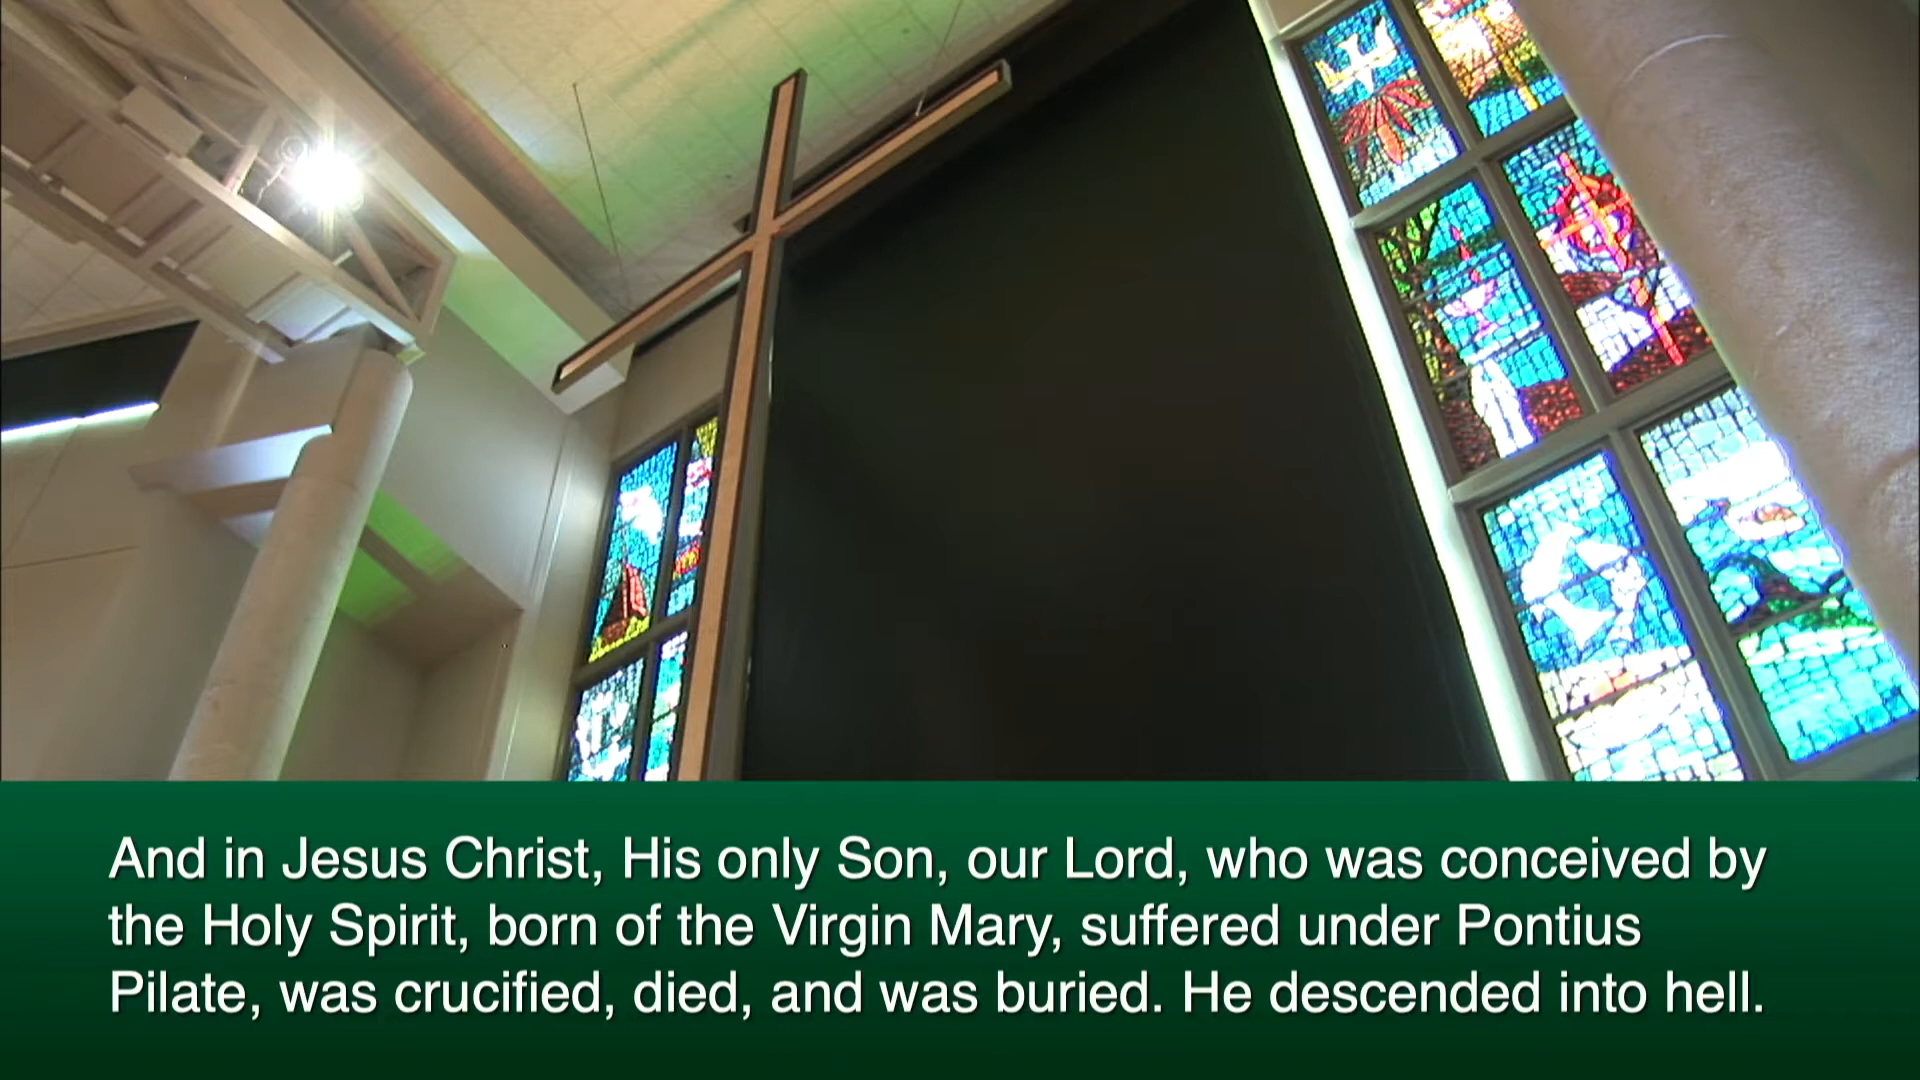 And in Jesus Christ, His only Son, our Lord, who was conceived by
the Holy Spirit, born of the Virgin Mary, suffered under Pontius
Pilate, was crucified, died, and was buried. He descended into hell.